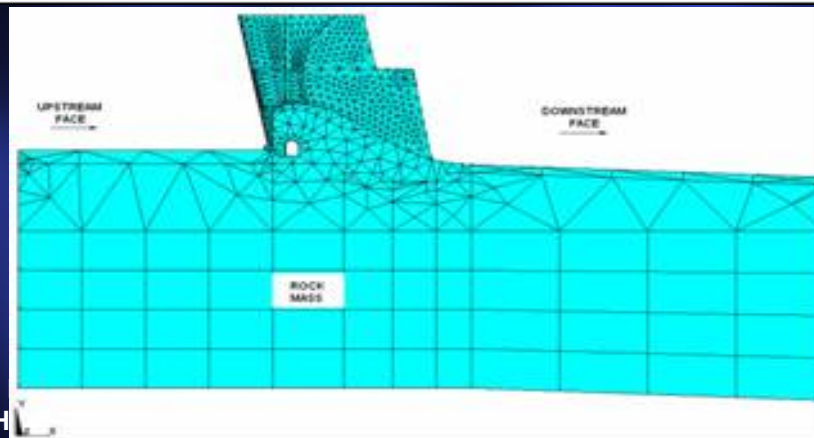 UPSTREAM
FACE
DOWNSTREAM
FACE
ROCK
MASS
H
Y
Z
X